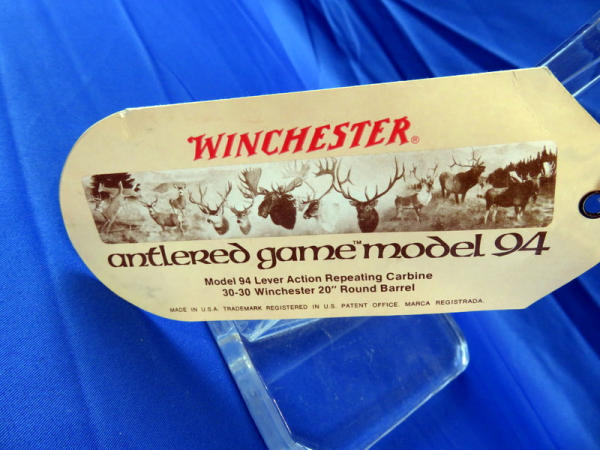 WINCHESTER®
antlered game™ model 94
Model 94 Lever Action Repeating Carbine
30-30 Winchester 20" Round Barrel
MADE IN U.S.A. TRADEMARK REGISTERED IN U.S. PATENT OFFICE. MARCA REGISTRADA.